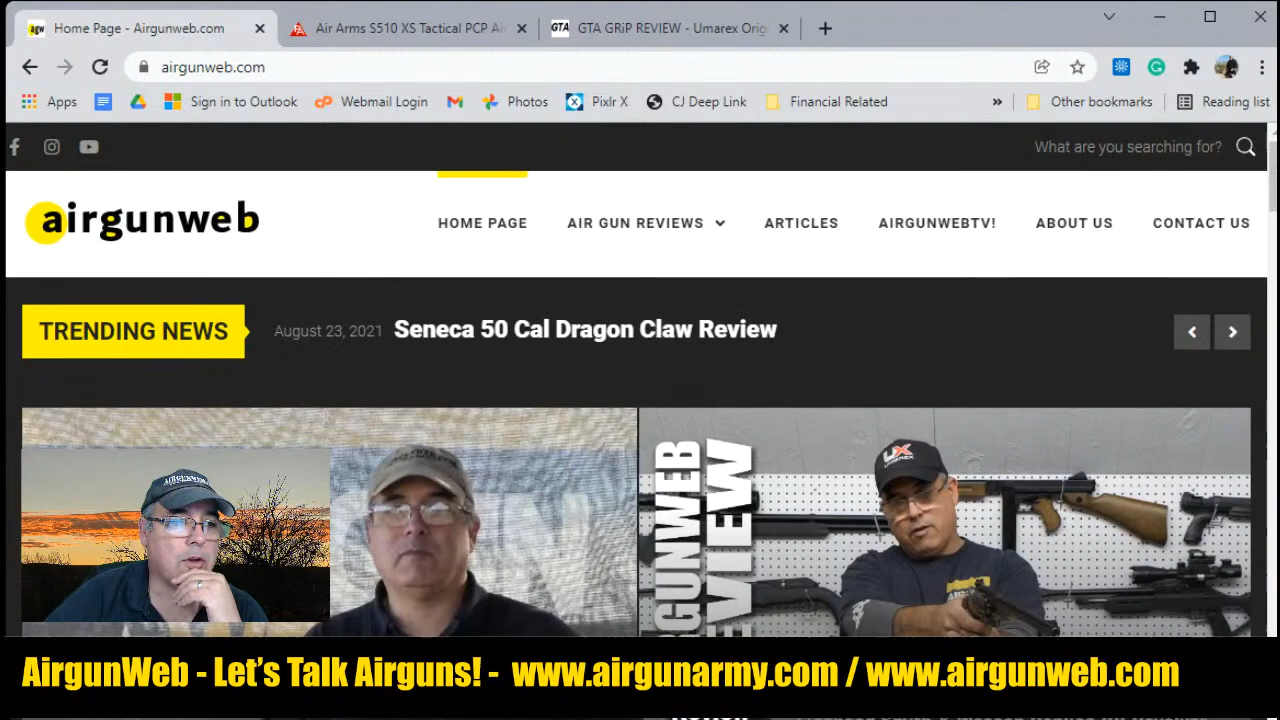 Home Page - Airgunweb.com
Air Arms S510 XS Tactical PCP Ai
GTA GRiP REVIEW - Umarex Orig
airgunweb.com
Apps
Sign in to Outlook
Webmail Login
Photos
Pixlr X
CJ Deep Link
Financial Related
»
Other bookmarks
Reading list
What are you searching for?
airgunweb
HOME PAGE
AIR GUN REVIEWS
ARTICLES
AIRGUNWEBTV!
ABOUT US
CONTACT US
TRENDING NEWS
August 23, 2021
Seneca 50 Cal Dragon Claw Review
AirgunWeb - Let's Talk Airguns! - www.airgunarmy.com / www.airgunweb.com